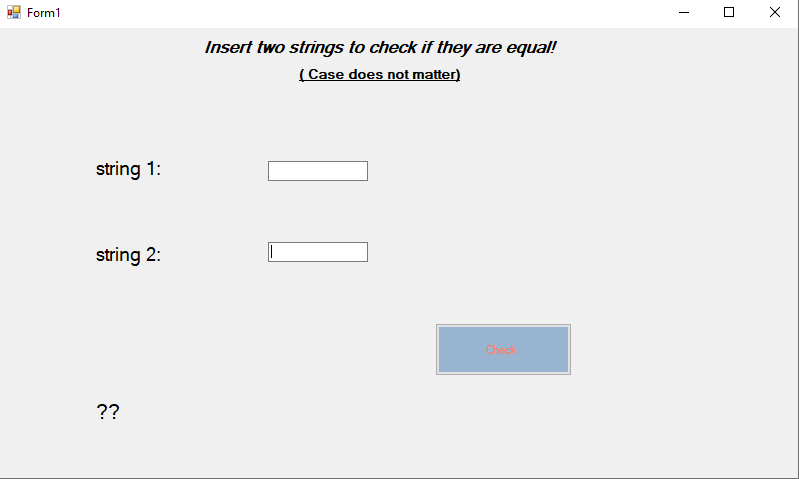 Form1
Insert two strings to check if they are equal!
( Case does not matter)
string 1:
string 2:
Check
??